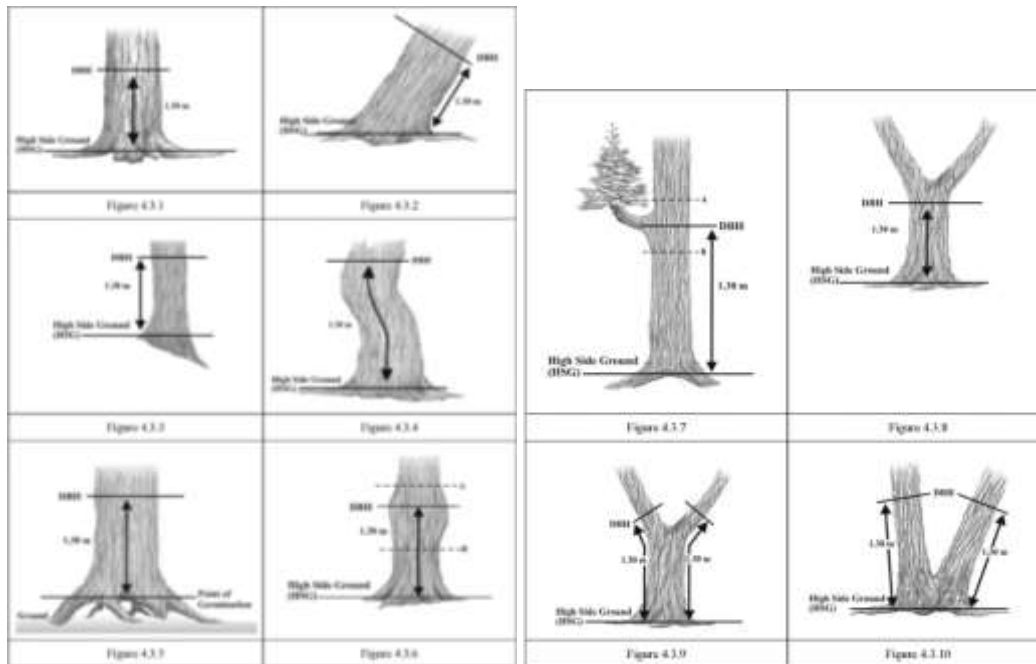 DBH
1.30 m
High Side Ground
(HSG)
Figure 4.3.1
DBH
1.30 m
High Side Ground
(HSG)
Figure 4.3.2
DBH
1.30 m
High Side Ground
(HSG)
Figure 4.3.3
DBH
1.30 m
High Side Ground
(HSG)
Figure 4.3.4
DBH
1.30 m
Point of
Germination
Ground
Figure 4.3.5
DBH
1.30 m
B
High Side Ground
(HSG)
Figure 4.3.6
A
DBH
B
1.30 m
High Side Ground
(HSG)
Figure 4.3.7
DBH
1.30 m
High Side Ground
(HSG)
Figure 4.3.8
DBH
1.30 m
1.30 m
High Side Ground
(HSG)
Figure 4.3.9
DBH
1.30 m
1.30 m
High Side Ground
(HSG)
Figure 4.3.10